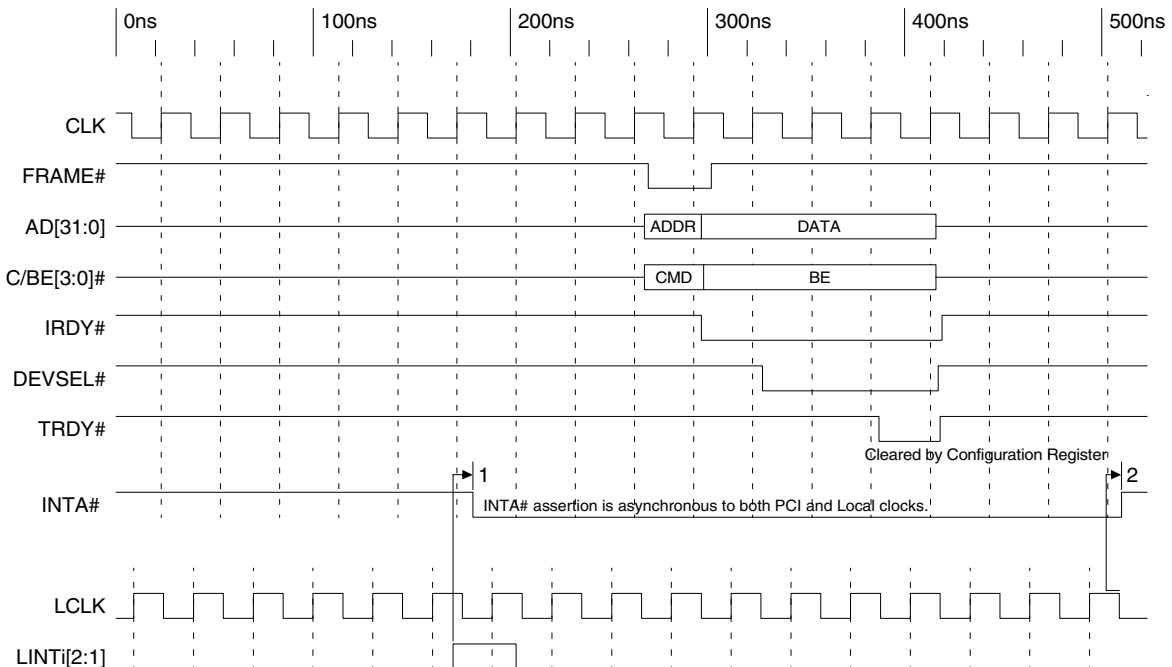 0ns 100ns 200ns 300ns 400ns 500ns
CLK
FRAME#
AD[31:0] ADDR DATA
C/BE[3:0]# CMD BE
IRDY#
DEVSEL#
TRDY#
Cleared by Configuration Register
1 2
INTA# INTA# assertion is asynchronous to both PCI and Local clocks.
LCLK
LINTi[2:1]